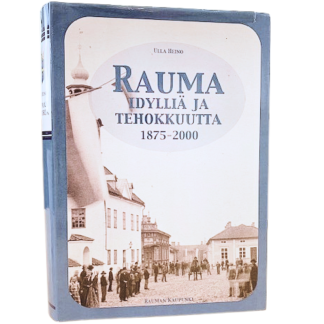 ULLA HEINO
RAUMA
IDYLLIÄ JA
TEHOKKUUTTA
1875-2000
RAUMAN KAUPUNKI